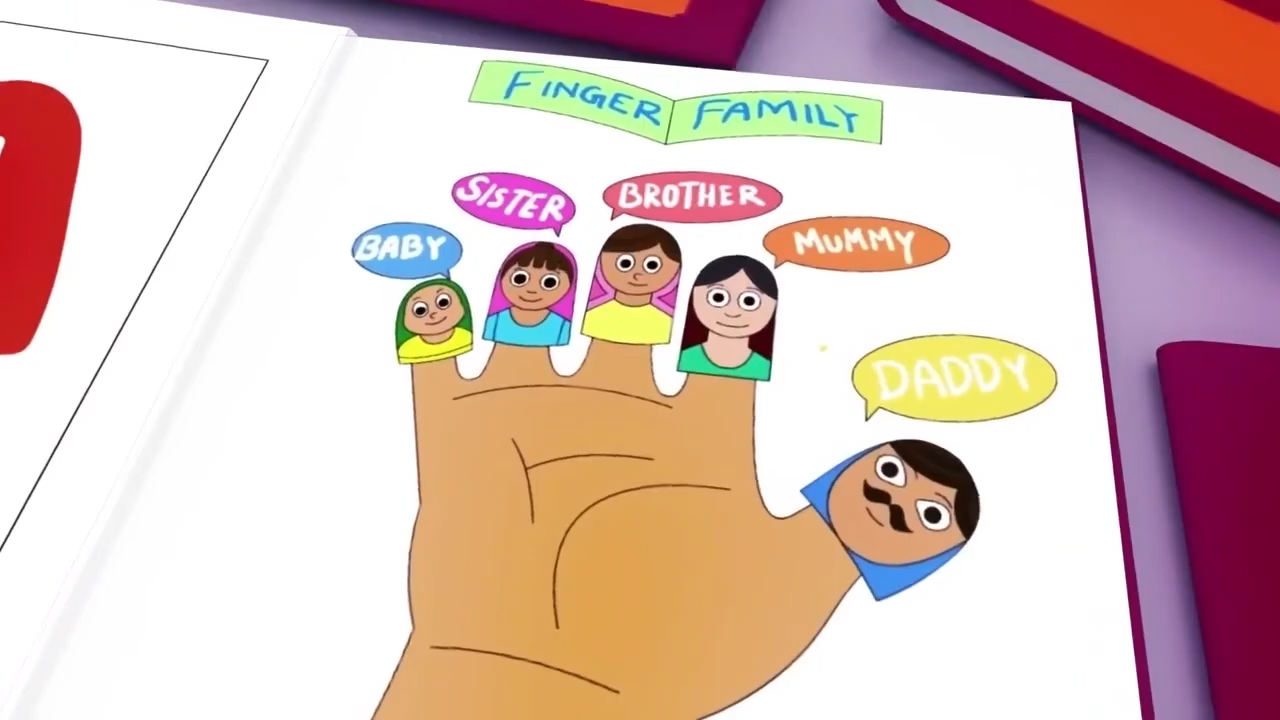 FINGER FAMILY
SISTER
BROTHER
BABY
MUMMY
DADDY